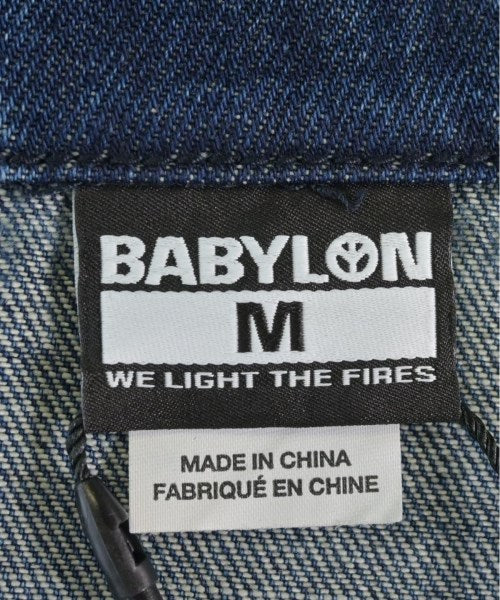 BABYLON
M
WE LIGHT THE FIRES
MADE IN CHINA
FABRIQUÉ EN CHINE